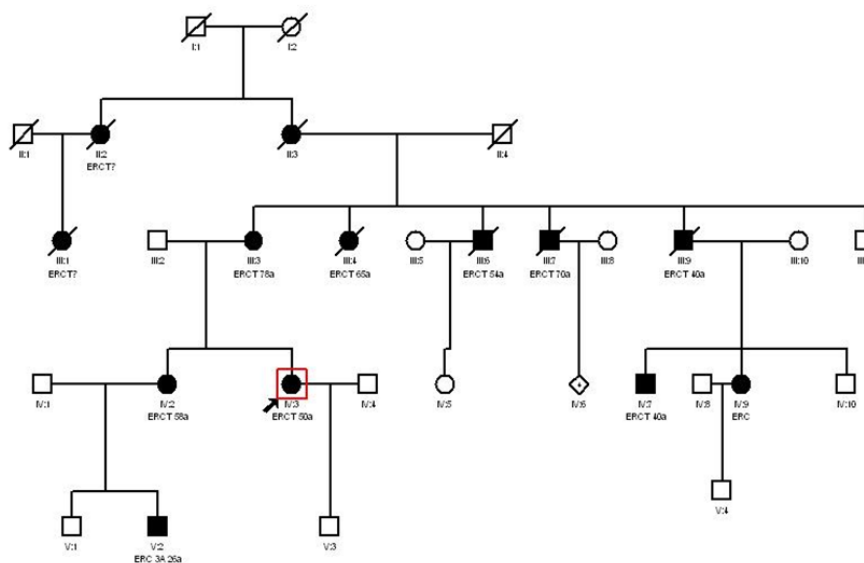 I:1
I:2
II:1
II:2
II:3
II:4
ERCT?
III:1
III:2
III:3
III:4
III:5
III:6
III:7
III:8
III:9
III:10
III
ERCT?
ERCT 78a
ERCT 65a
ERCT 54a
ERCT 70a
ERCT 40a
IV:1
IV:2
IV:3
IV:4
IV:5
IV:6
IV:7
IV:8
IV:9
IV:10
ERCT 58a
ERCT 50a
ERCT 40a
ERC
V:1
V:2
V:3
V:4
ERC 3A 26a